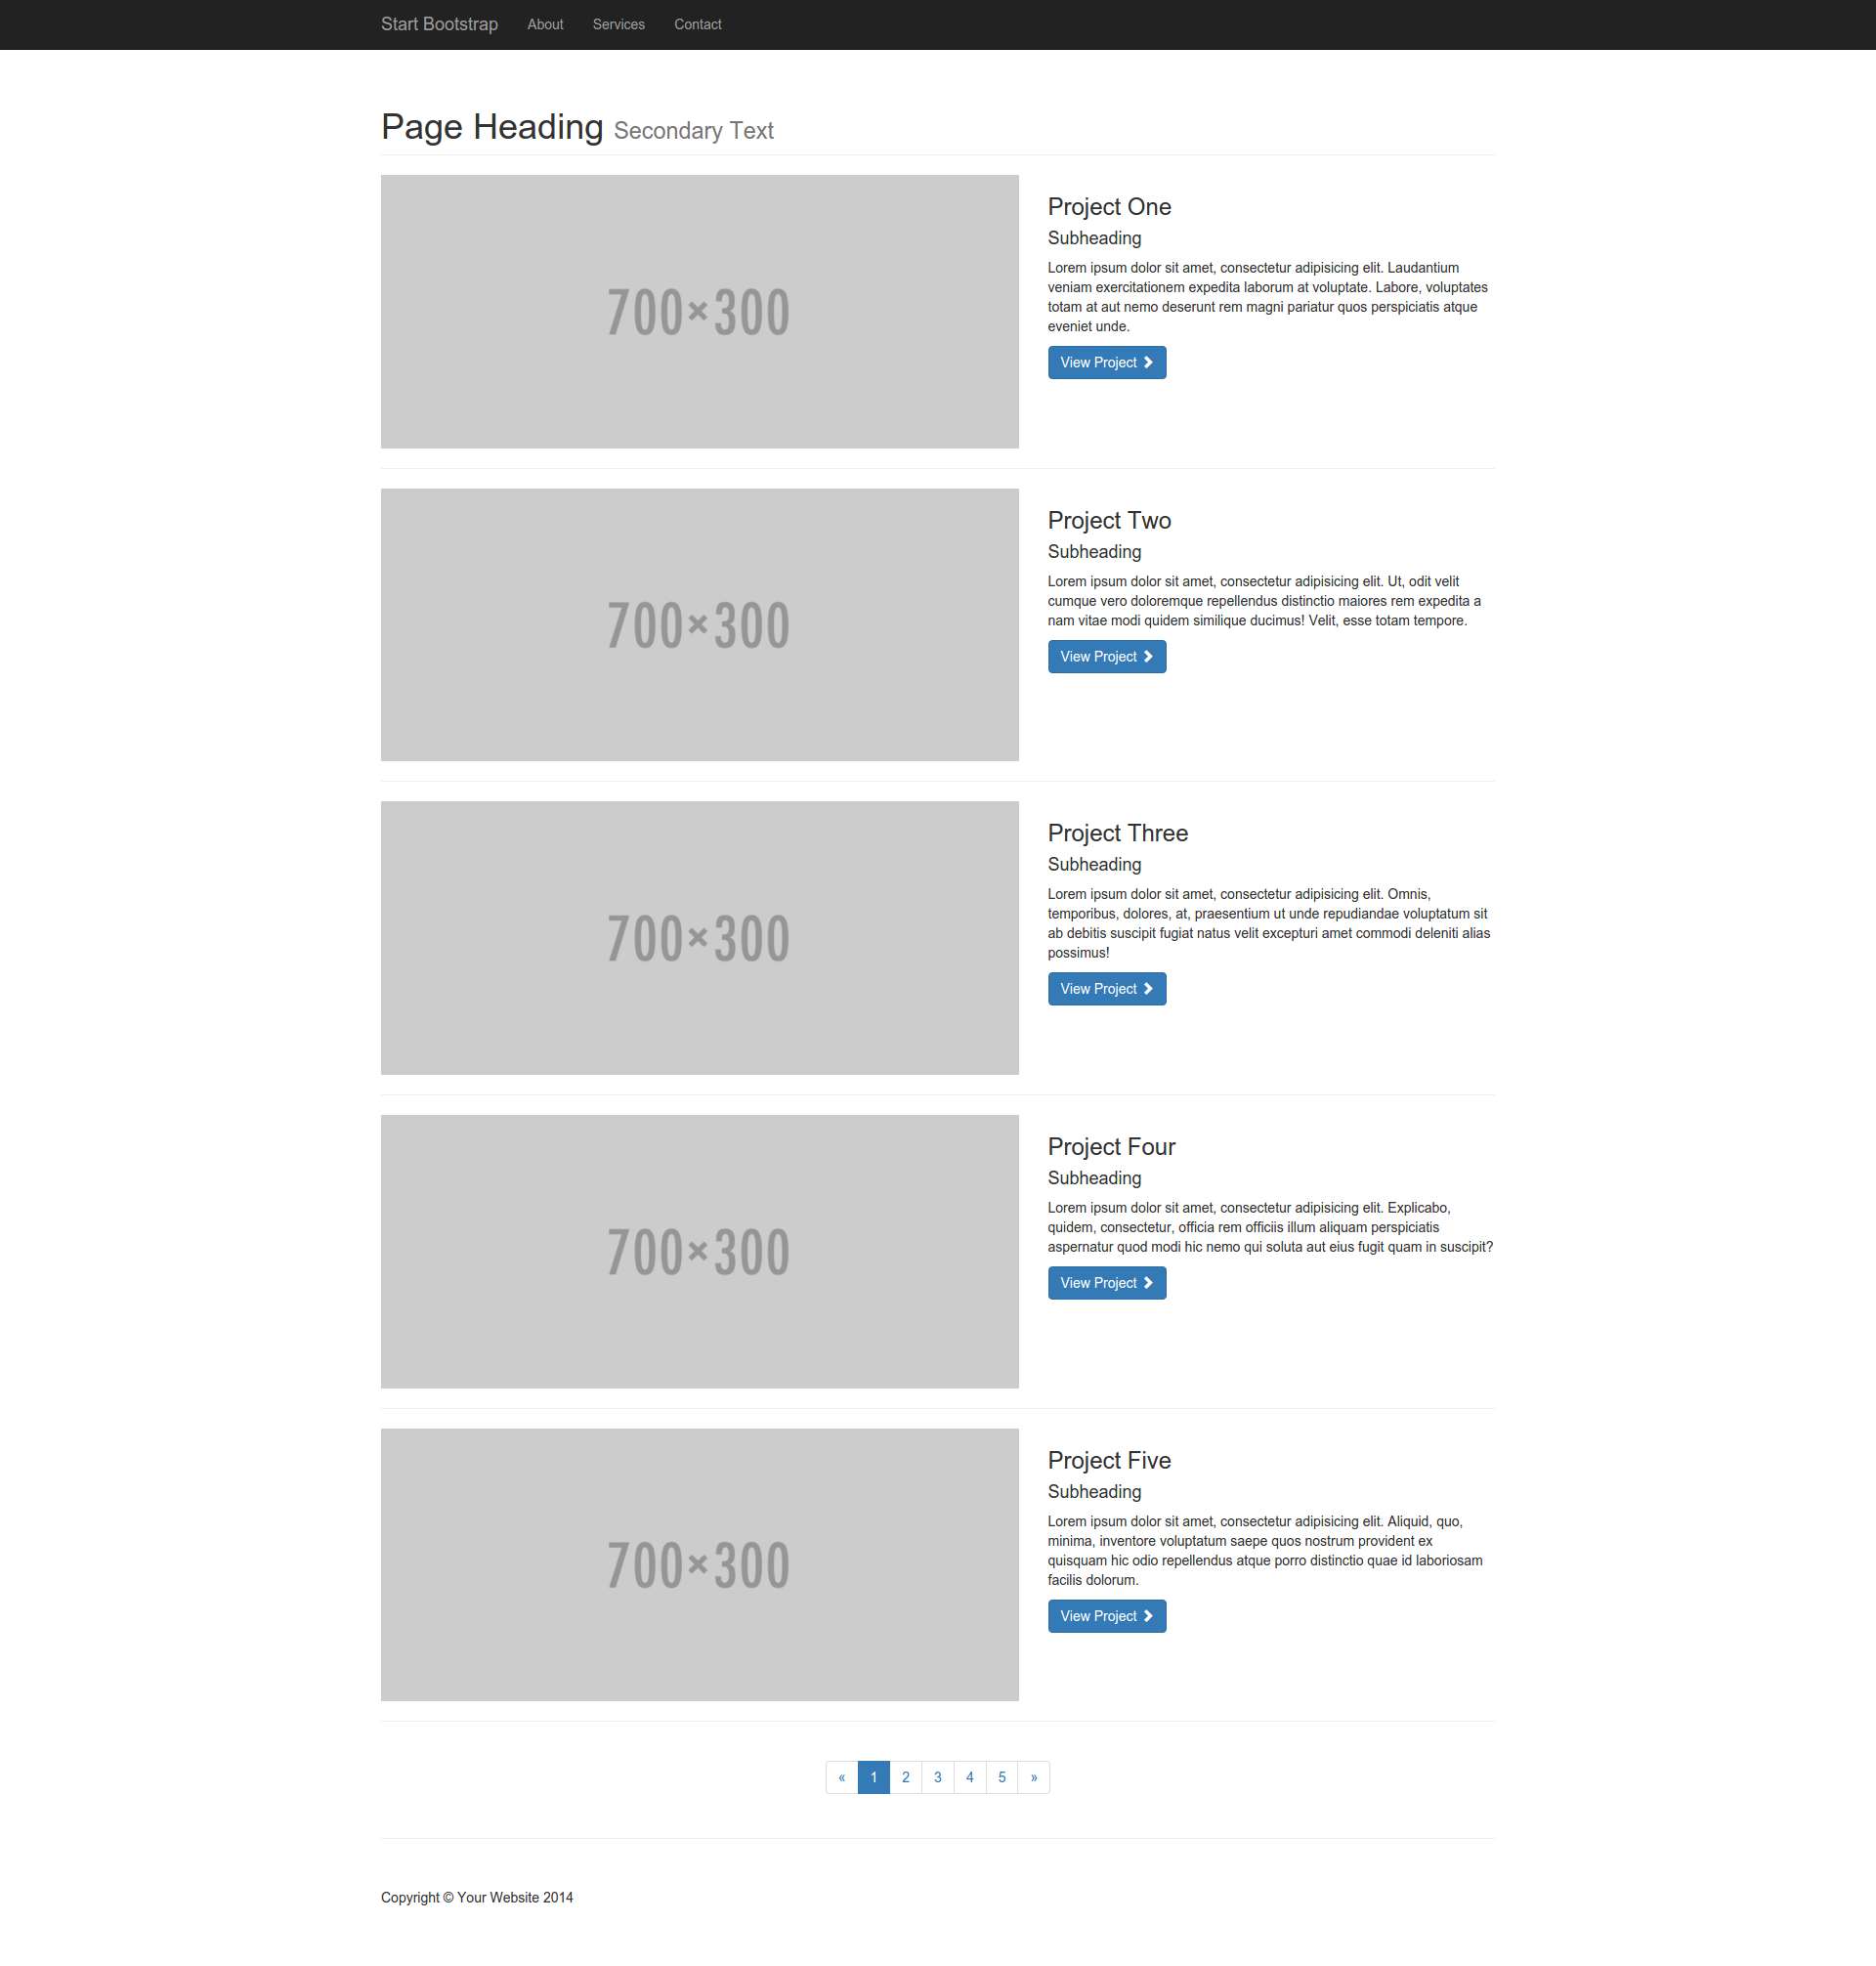 Start Bootstrap About Services Contact
Page Heading Secondary Text
700×300
Project One
Subheading
Lorem ipsum dolor sit amet, consectetur adipisicing elit. Laudantium
veniam exercitationem expedita laborum at voluptate. Labore, voluptates
totam at aut nemo deserunt rem magni pariatur quos perspiciatis atque
eveniet unde.
View Project
700×300
Project Two
Subheading
Lorem ipsum dolor sit amet, consectetur adipisicing elit. Ut, odit velit
cumque vero doloremque repellendus distinctio maiores rem expedita a
nam vitae modi quidem similique ducimus! Velit, esse totam tempore.
View Project
700×300
Project Three
Subheading
Lorem ipsum dolor sit amet, consectetur adipisicing elit. Omnis,
temporibus, dolores, at, praesentium ut unde repudiandae voluptatum sit
ab debitis suscipit fugiat natus velit excepturi amet commodi deleniti alias
possimus!
View Project
700×300
Project Four
Subheading
Lorem ipsum dolor sit amet, consectetur adipisicing elit. Explicabo,
quidem, consectetur, officia rem officiis illum aliquam perspiciatis
aspernatur quod modi hic nemo qui soluta aut eius fugit quam in suscipit?
View Project
700×300
Project Five
Subheading
Lorem ipsum dolor sit amet, consectetur adipisicing elit. Aliquid, quo,
minima, inventore voluptatum saepe quos nostrum provident ex
quisquam hic odio repellendus atque porro distinctio quae id laboriosam
facilis dolorum.
View Project
« 1 2 3 4 5 »
Copyright © Your Website 2014